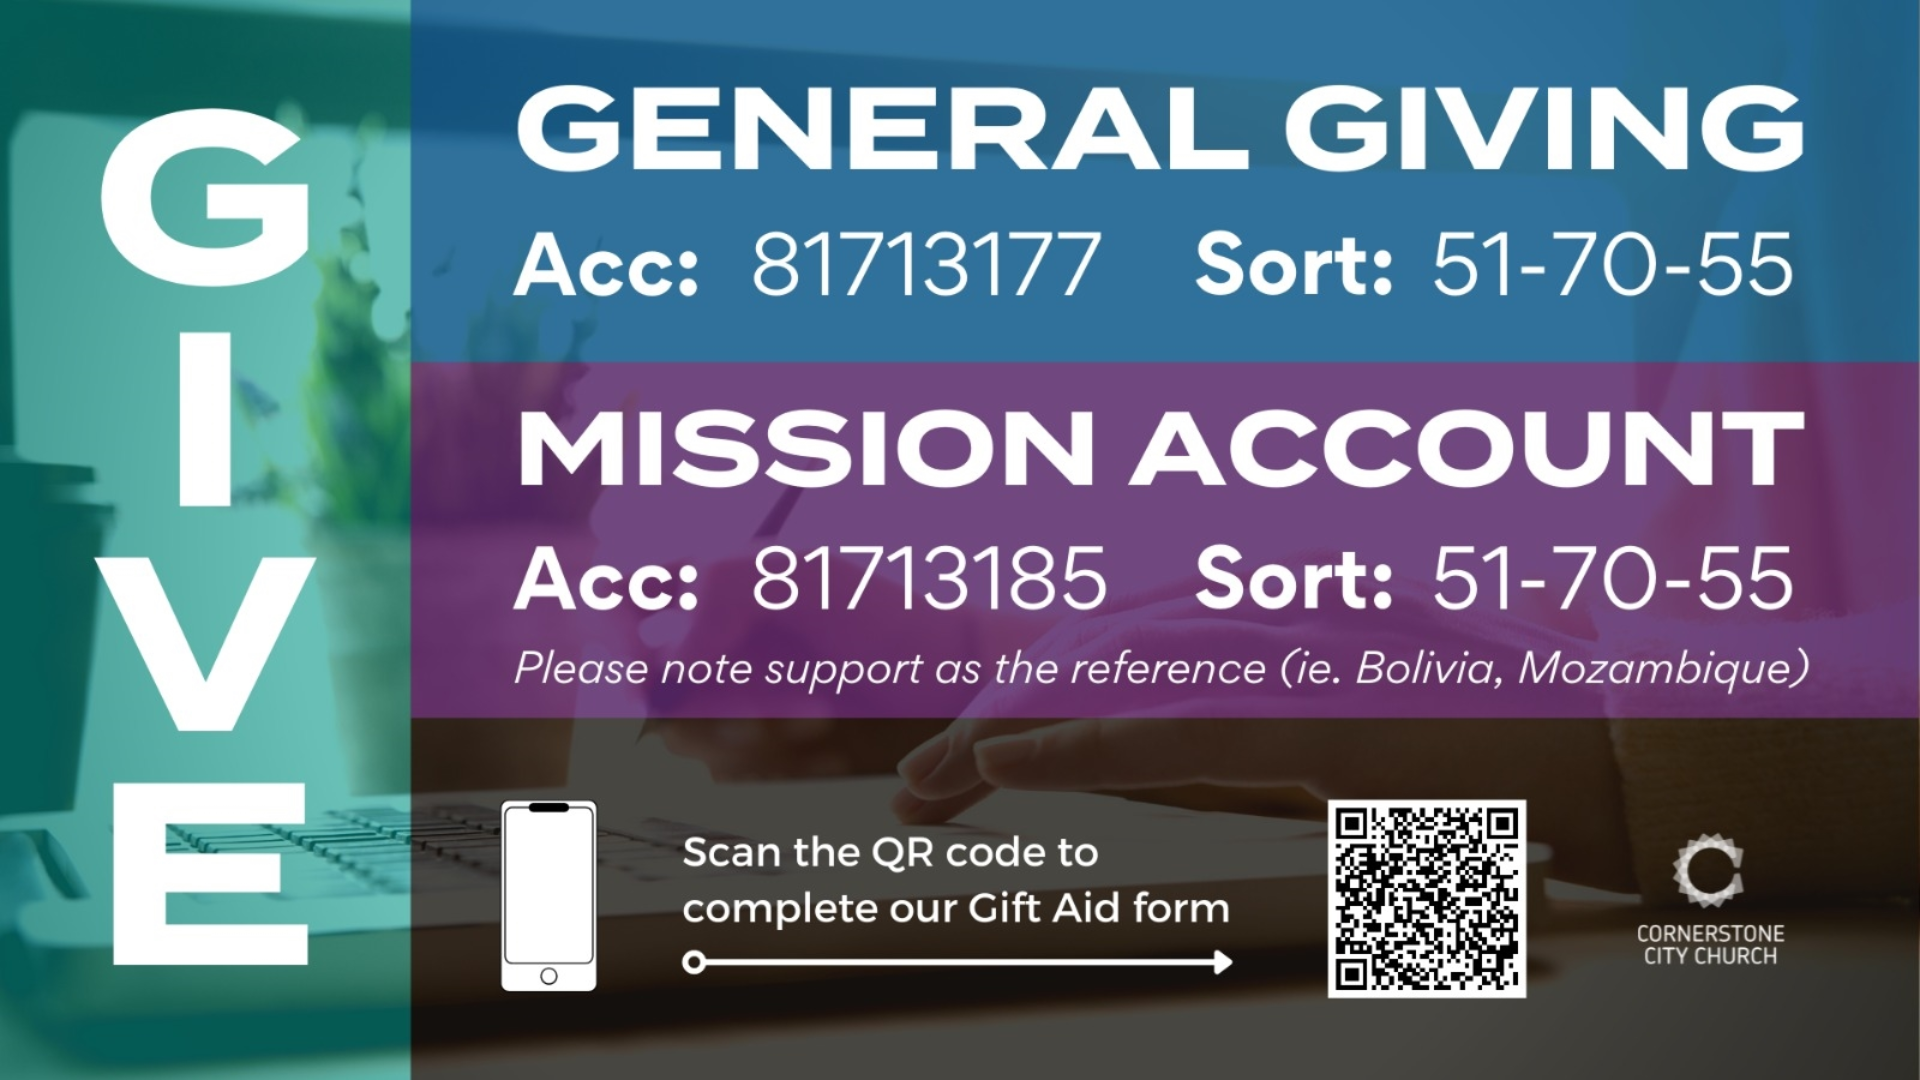 GIVE
GENERAL GIVING
Acc: 81713177 Sort: 51-70-55
MISSION ACCOUNT
Acc: 81713185 Sort: 51-70-55
Please note support as the reference (ie. Bolivia, Mozambique)
Scan the QR code to
complete our Gift Aid form
CORNERSTONE
CITY CHURCH